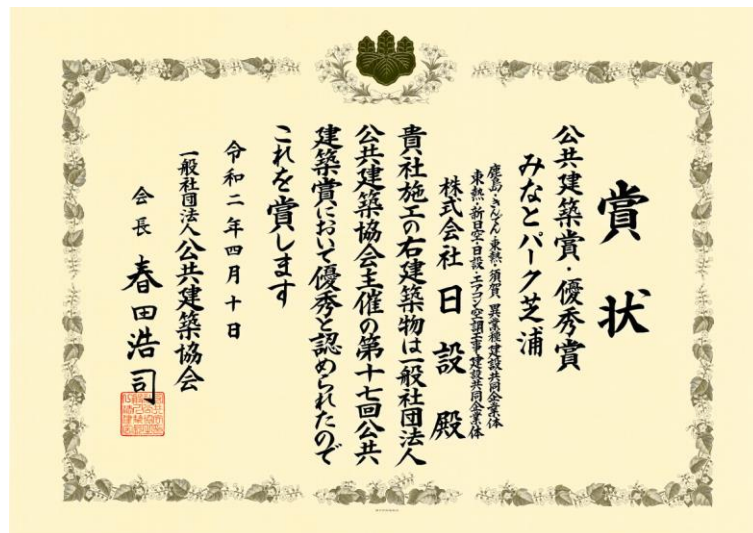 賞状
公共建築賞・優秀賞
みなとパーク芝浦
鹿島・きんでん・東熱・須賀 異業種建設共同企業体
東熱・新日空・日設・エアコン空調工事建設共同企業体
株式会社 日設 殿
貴社施工の右建築物は一般社団法人
公共建築協会主催の第十七回公共
建築賞において優秀と認められたので
これを賞します
令和二年四月十日
一般社団法人公共建築協会
会長 春田浩司